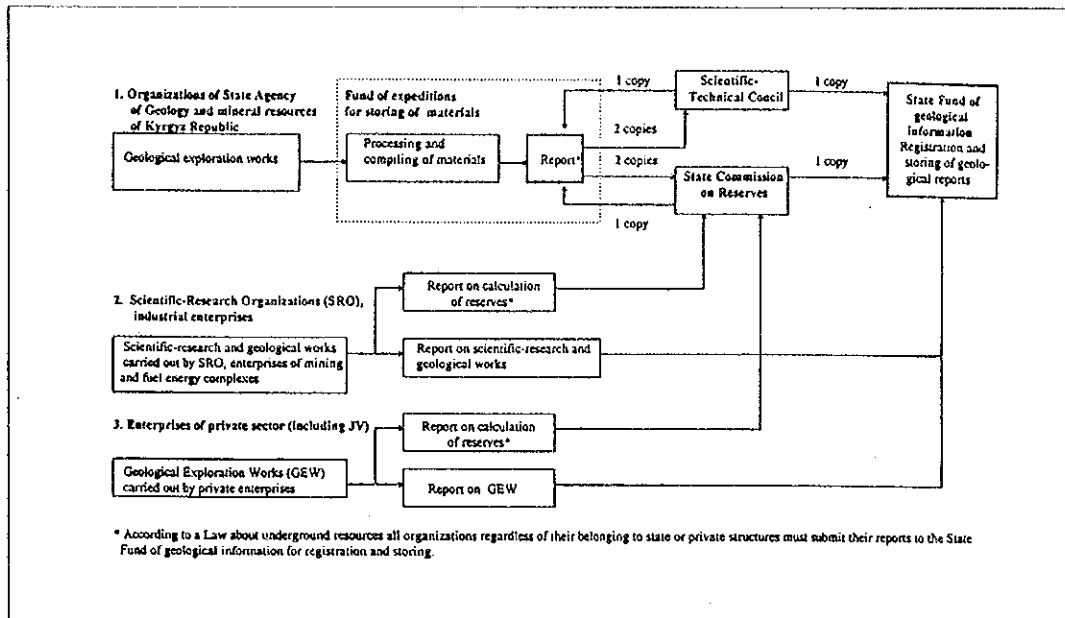 1. Organizations of State Agency
of Geology and mineral resources
of Kyrgyz Republic
Geological exploration works
Fund of expeditions
for storing of materials
Processing and
compiling of materials
Report*
1 copy
2 copies
2 copies
1 copy
Scientific-
Technical Concil
State Commission
on Reserves
1 copy
1 copy
State Fund of
geological
Information
Registration and
storing of geolo-
gical reports
2. Scientific-Research Organizations (SRO),
industrial enterprises
Scientific-research and geological works
carried out by SRO, enterprises of mining
and fuel energy complexes
Report on calculation
of reserves*
Report on scientific-research and
geological works
3. Enterprises of private sector (including JV)
Geological Exploration Works (GEW)
carried out by private enterprises
Report on calculation
of reserves*
Report on GEW
* According to a Law about underground resources all organizations regardless of their belonging to state or private structures must submit their reports to the State
Fund of geological information for registration and storing.